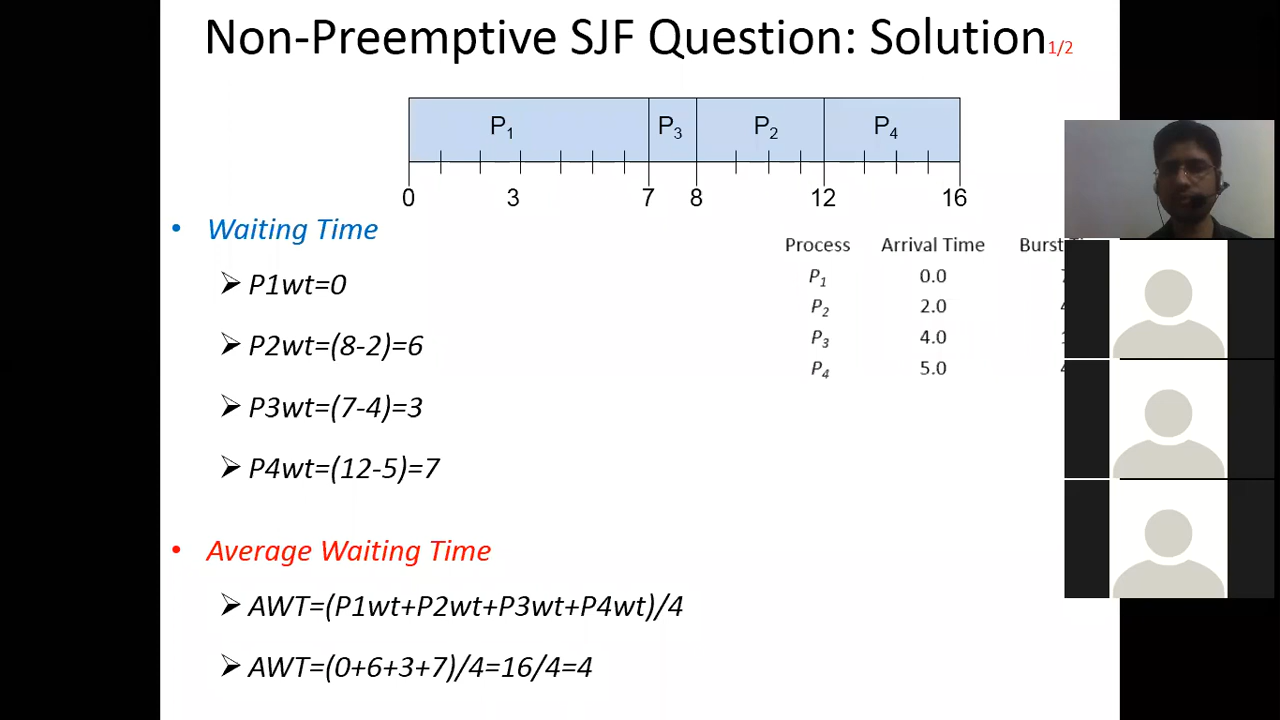 Non-Preemptive SJF Question: Solution 1/2
P1 P3 P2 P4
0 3 7 8 12 16
• Waiting Time
➢ P1wt=0
➢ P2wt=(8-2)=6
➢ P3wt=(7-4)=3
➢ P4wt=(12-5)=7
Process Arrival Time Burst
P1 0.0
P2 2.0
P3 4.0
P4 5.0
• Average Waiting Time
➢ AWT=(P1wt+P2wt+P3wt+P4wt)/4
➢ AWT=(0+6+3+7)/4=16/4=4